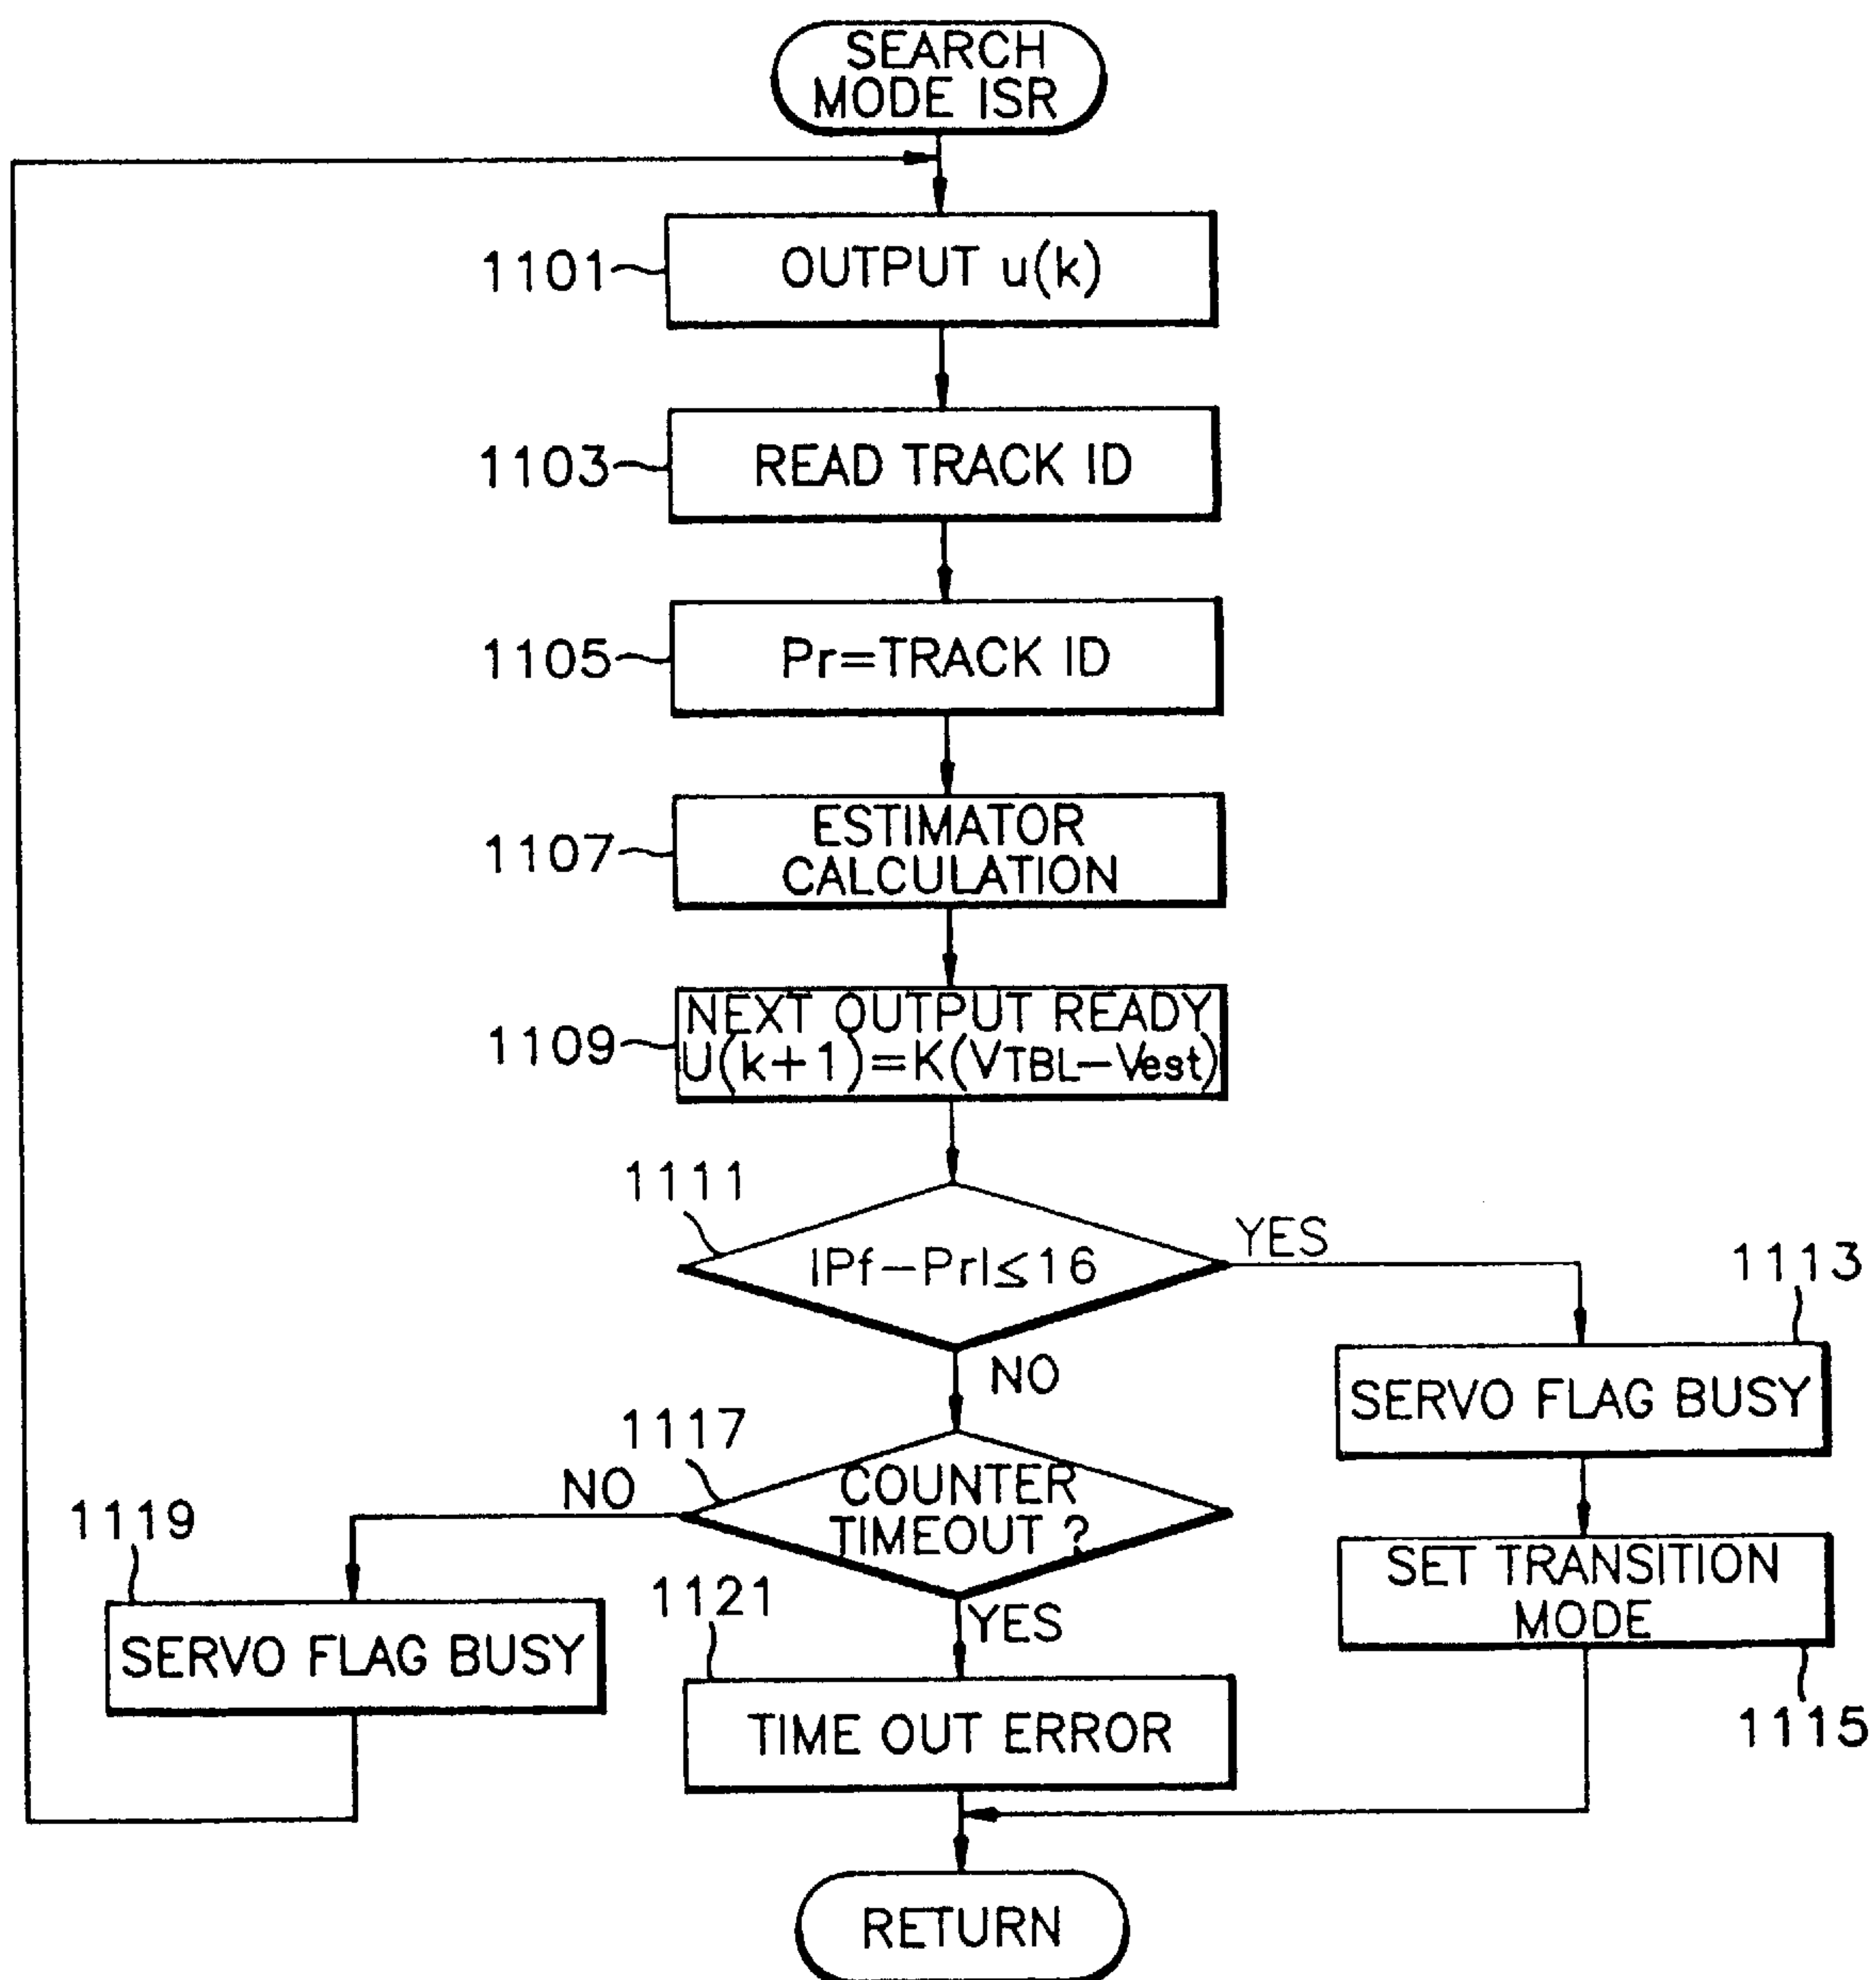 SEARCH
MODE ISR
1101
OUTPUT u(k)
1103
READ TRACK ID
1105
Pr=TRACK ID
1107
ESTIMATOR
CALCULATION
1109
NEXT OUTPUT READY
U(k+1)=K(VTBL-Vest)
1111
|Pf-Pr|≤16
YES
1113
NO
SERVO FLAG BUSY
1117
COUNTER
TIMEOUT ?
NO
1119
SERVO FLAG BUSY
1121
YES
SET TRANSITION
MODE
1115
TIME OUT ERROR
RETURN